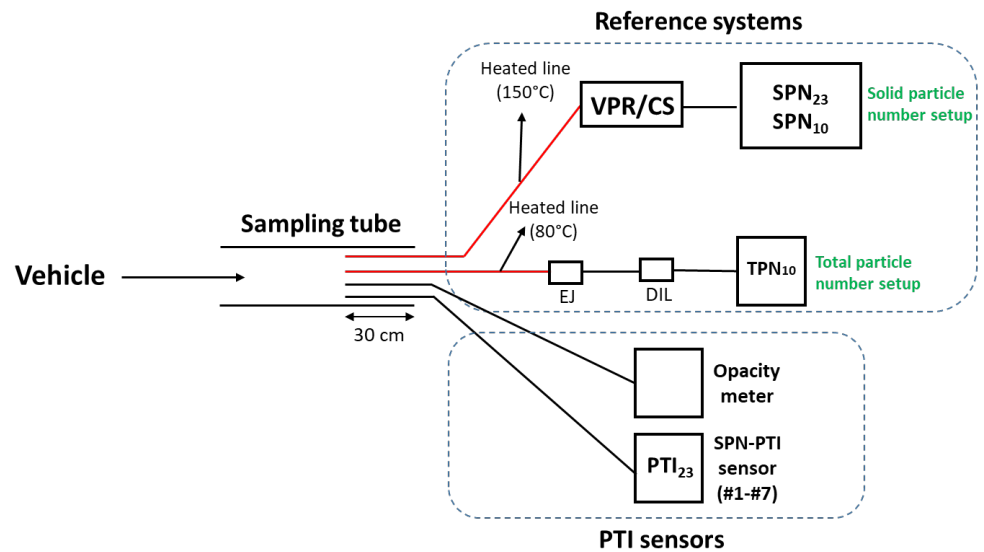 Reference systems
Heated line
(150°C)
VPR/CS
SPN₂₃
SPN₁₀
Solid particle
number setup
Sampling tube
Heated line
(80°C)
Vehicle
EJ
DIL
TPN₁₀
Total particle
number setup
30 cm
Opacity
meter
PTI₂₃
SPN-PTI
sensor
(#1-#7)
PTI sensors